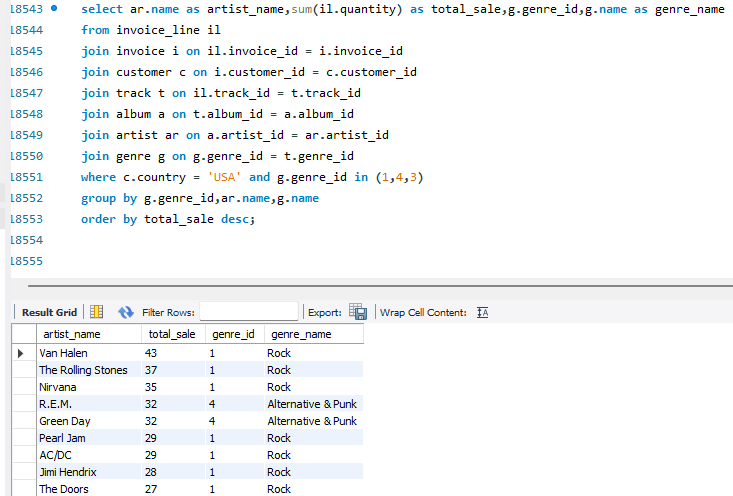 18543 select ar.name as artist_name,sum(il.quantity) as total_sale,g.genre_id,g.name as genre_name
18544 from invoice_line il
18545 join invoice i on il.invoice_id = i.invoice_id
18546 join customer c on i.customer_id = c.customer_id
18547 join track t on il.track_id = t.track_id
18548 join album a on t.album_id = a.album_id
18549 join artist ar on a.artist_id = ar.artist_id
18550 join genre g on g.genre_id = t.genre_id
18551 where c.country = 'USA' and g.genre_id in (1,4,3)
18552 group by g.genre_id,ar.name,g.name
18553 order by total_sale desc;
18554
18555
Result Grid Filter Rows: Export: Wrap Cell Content:
artist_name total_sale genre_id genre_name
Van Halen 43 1 Rock
The Rolling Stones 37 1 Rock
Nirvana 35 1 Rock
R.E.M. 32 4 Alternative & Punk
Green Day 32 4 Alternative & Punk
Pearl Jam 29 1 Rock
AC/DC 29 1 Rock
Jimi Hendrix 28 1 Rock
The Doors 27 1 Rock